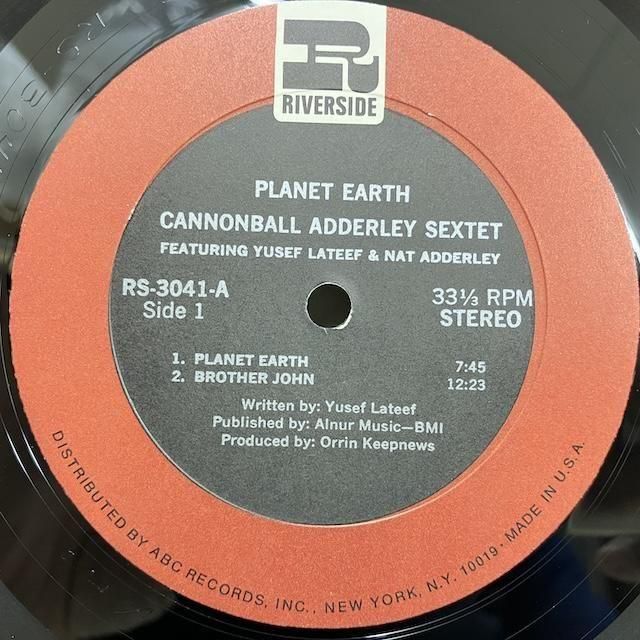 R
RIVERSIDE
PLANET EARTH
CANNONBALL ADDERLEY SEXTET
FEATURING YUSEF LATEEF & NAT ADDERLEY
RS-3041-A
Side 1
33⅓ RPM
STEREO
1. PLANET EARTH 7:45
2. BROTHER JOHN 12:23
Written by: Yusef Lateef
Published by: Alnur Music—BMI
Produced by: Orrin Keepnews
DISTRIBUTED BY ABC RECORDS, INC., NEW YORK, N.Y. 10019 · MADE IN U.S.A.